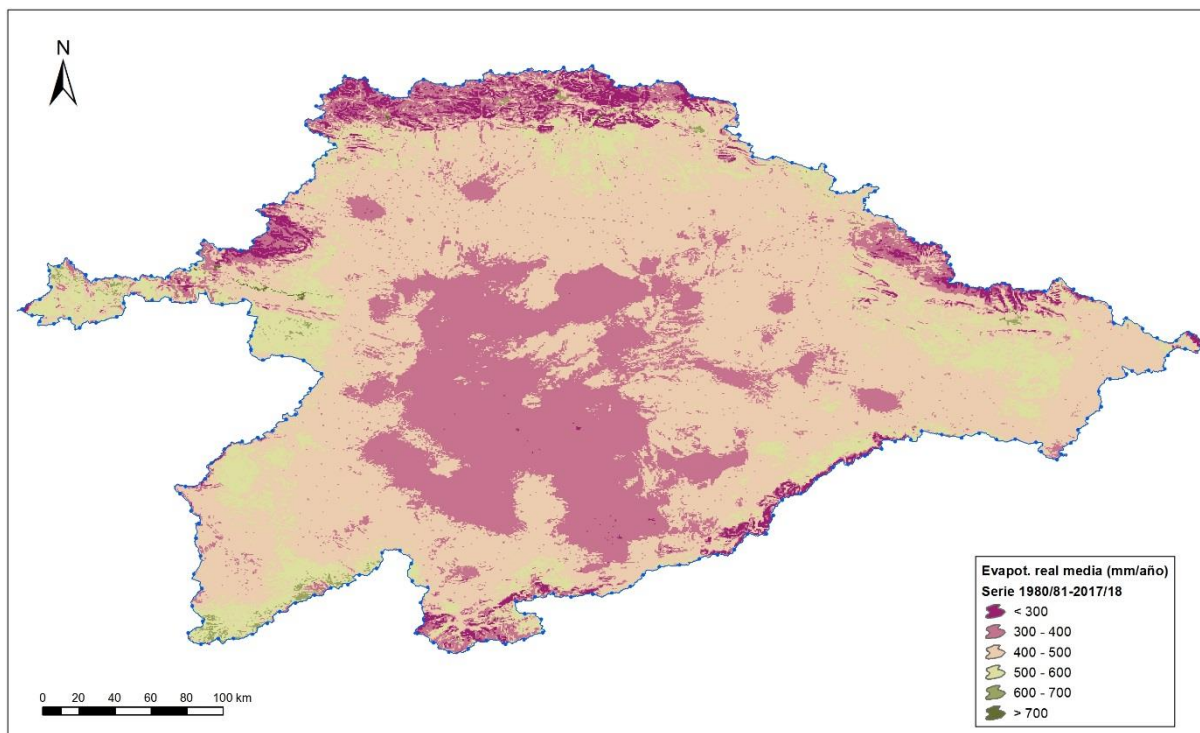 N
Evapot. real media (mm/año)
Serie 1980/81-2017/18
< 300
300 - 400
400 - 500
500 - 600
600 - 700
> 700
0 20 40 60 80 100 km